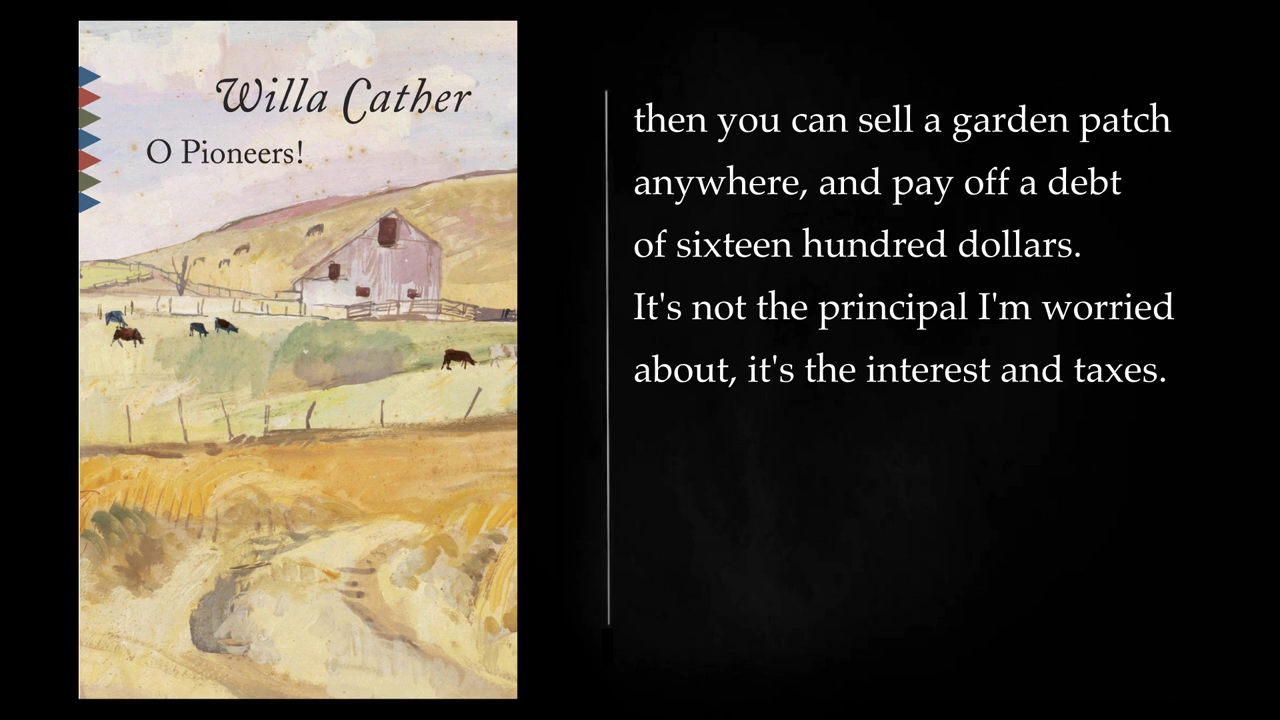 Willa Cather
O Pioneers!
then you can sell a garden patch
anywhere, and pay off a debt
of sixteen hundred dollars.
It's not the principal I'm worried
about, it's the interest and taxes.